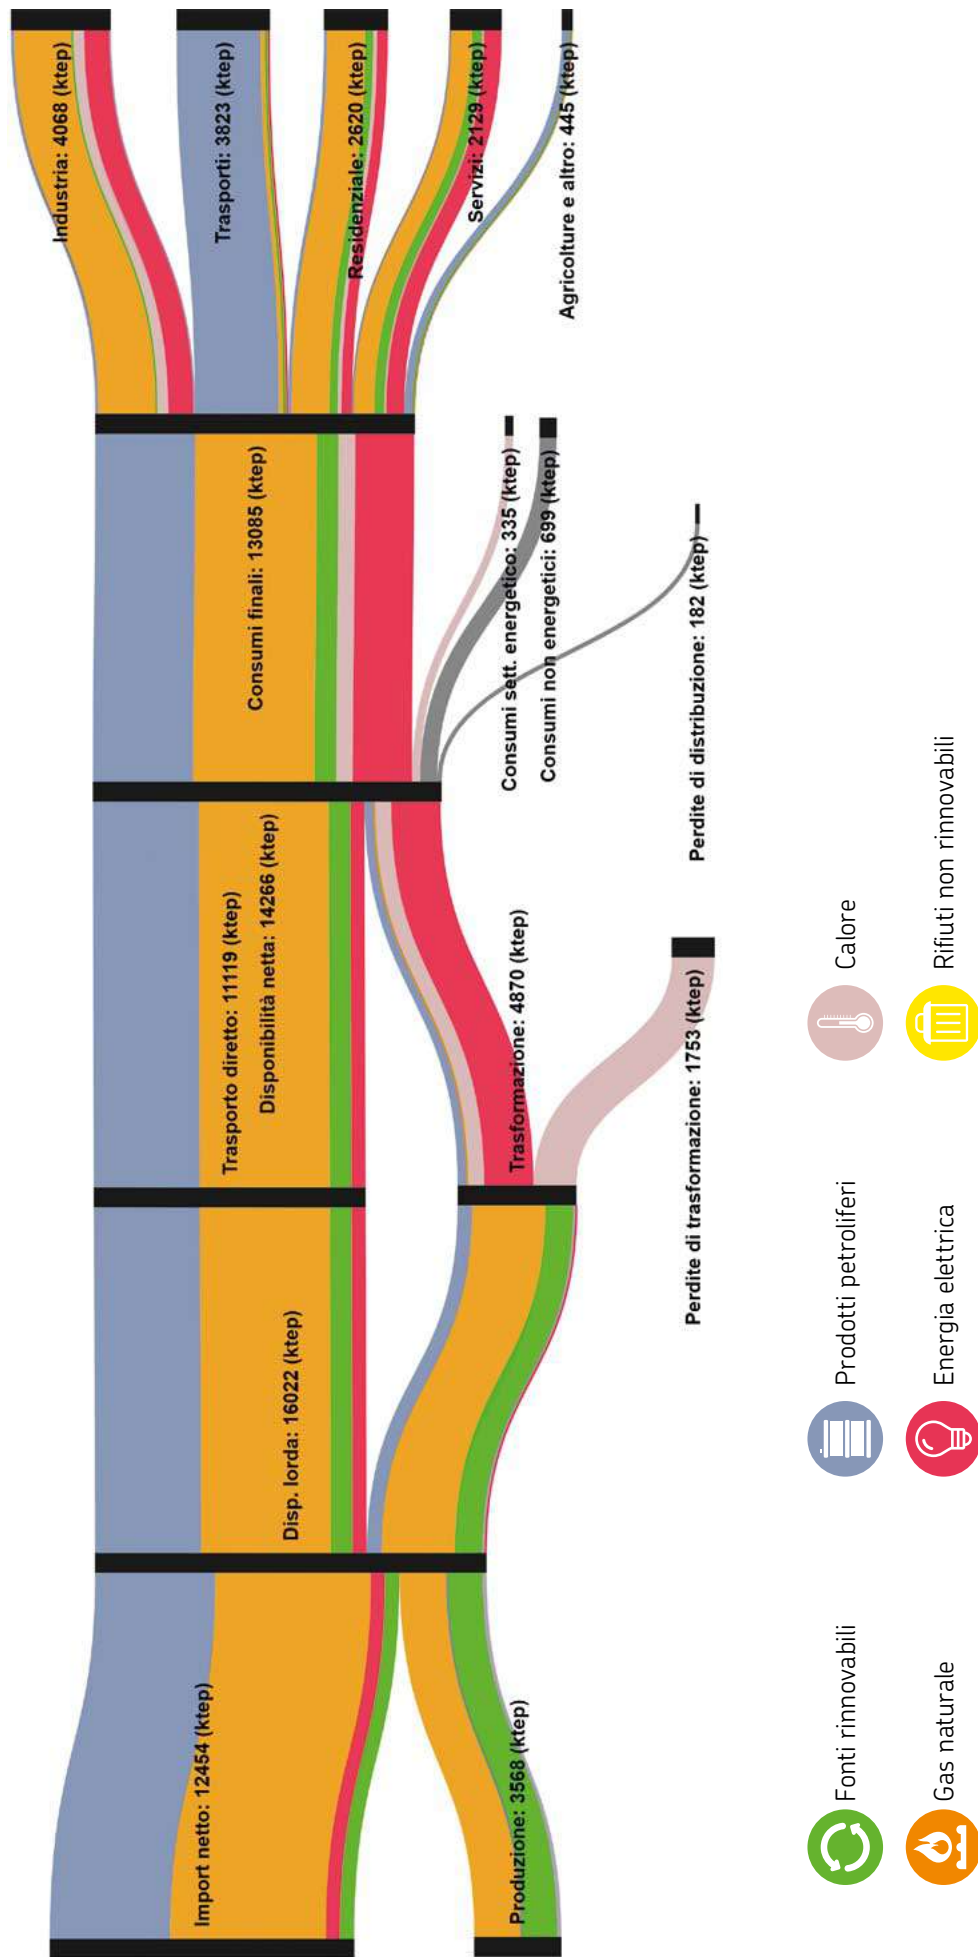 Import netto: 12454 (ktep)
Produzione: 3568 (ktep)
Disp. lorda: 16022 (ktep)
Trasporto diretto: 11119 (ktep)
Disponibilità netta: 14266 (ktep)
Trasformazione: 4870 (ktep)
Perdite di trasformazione: 1753 (ktep)
Consumi finali: 13085 (ktep)
Consumi sett. energetico: 335 (ktep)
Consumi non energetici: 699 (ktep)
Perdite di distribuzione: 182 (ktep)
Industria: 4068 (ktep)
Trasporti: 3823 (ktep)
Residenziale: 2620 (ktep)
Servizi: 2129 (ktep)
Agricolture e altro: 445 (ktep)
Fonti rinnovabili
Prodotti petroliferi
Calore
Gas naturale
Energia elettrica
Rifiuti non rinnovabili